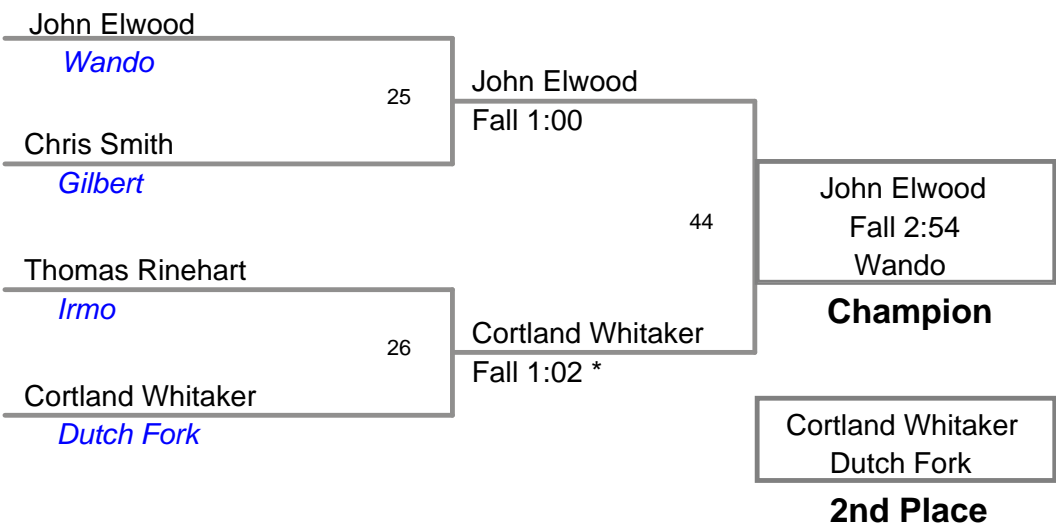 John Elwood
Wando
25
Chris Smith
Gilbert
John Elwood
Fall 1:00
Thomas Rinehart
Irmo
26
Cortland Whitaker
Dutch Fork
Cortland Whitaker
Fall 1:02 *
44
John Elwood
Fall 2:54
Wando
Champion
Cortland Whitaker
Dutch Fork
2nd Place